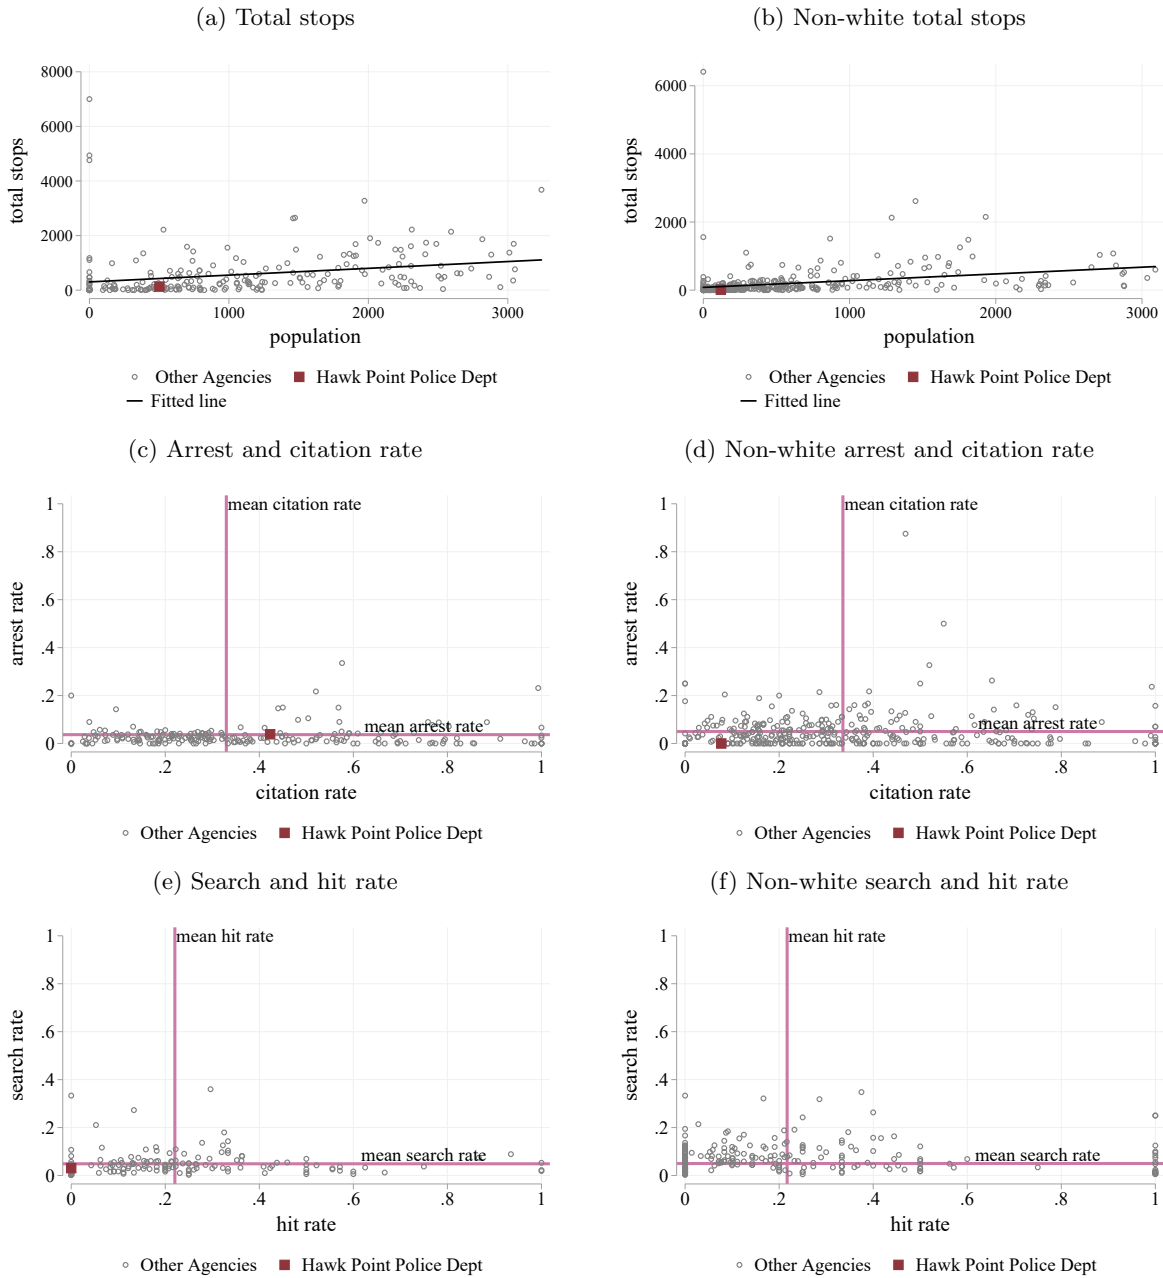 (a) Total stops
(b) Non-white total stops
8000
6000
4000
2000
0
total stops
0 1000 2000 3000
population
Other Agencies Hawk Point Police Dept
Fitted line
6000
4000
2000
0
total stops
0 1000 2000 3000
population
Other Agencies Hawk Point Police Dept
Fitted line
(c) Arrest and citation rate
(d) Non-white arrest and citation rate
1
.8
.6
.4
.2
0
arrest rate
mean citation rate
mean arrest rate
0 .2 .4 .6 .8 1
citation rate
Other Agencies Hawk Point Police Dept
1
.8
.6
.4
.2
0
arrest rate
mean citation rate
mean arrest rate
0 .2 .4 .6 .8 1
citation rate
Other Agencies Hawk Point Police Dept
(e) Search and hit rate
(f) Non-white search and hit rate
1
.8
.6
.4
.2
0
search rate
mean hit rate
mean search rate
0 .2 .4 .6 .8 1
hit rate
Other Agencies Hawk Point Police Dept
1
.8
.6
.4
.2
0
search rate
mean hit rate
mean search rate
0 .2 .4 .6 .8 1
hit rate
Other Agencies Hawk Point Police Dept